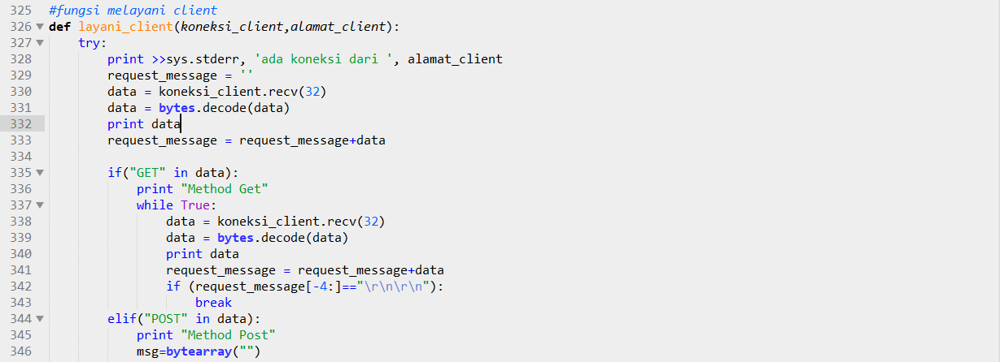 325 #fungsi melayani client
326 def layani_client(koneksi_client,alamat_client):
327 try:
328 print >>sys.stderr, 'ada koneksi dari ', alamat_client
329 request_message = ''
330 data = koneksi_client.recv(32)
331 data = bytes.decode(data)
332 print data
333 request_message = request_message+data
334
335 if("GET" in data):
336 print "Method Get"
337 while True:
338 data = koneksi_client.recv(32)
339 data = bytes.decode(data)
340 print data
341 request_message = request_message+data
342 if (request_message[-4:]=="\r\n\r\n"):
343 break
344 elif("POST" in data):
345 print "Method Post"
346 msg=bytearray("")